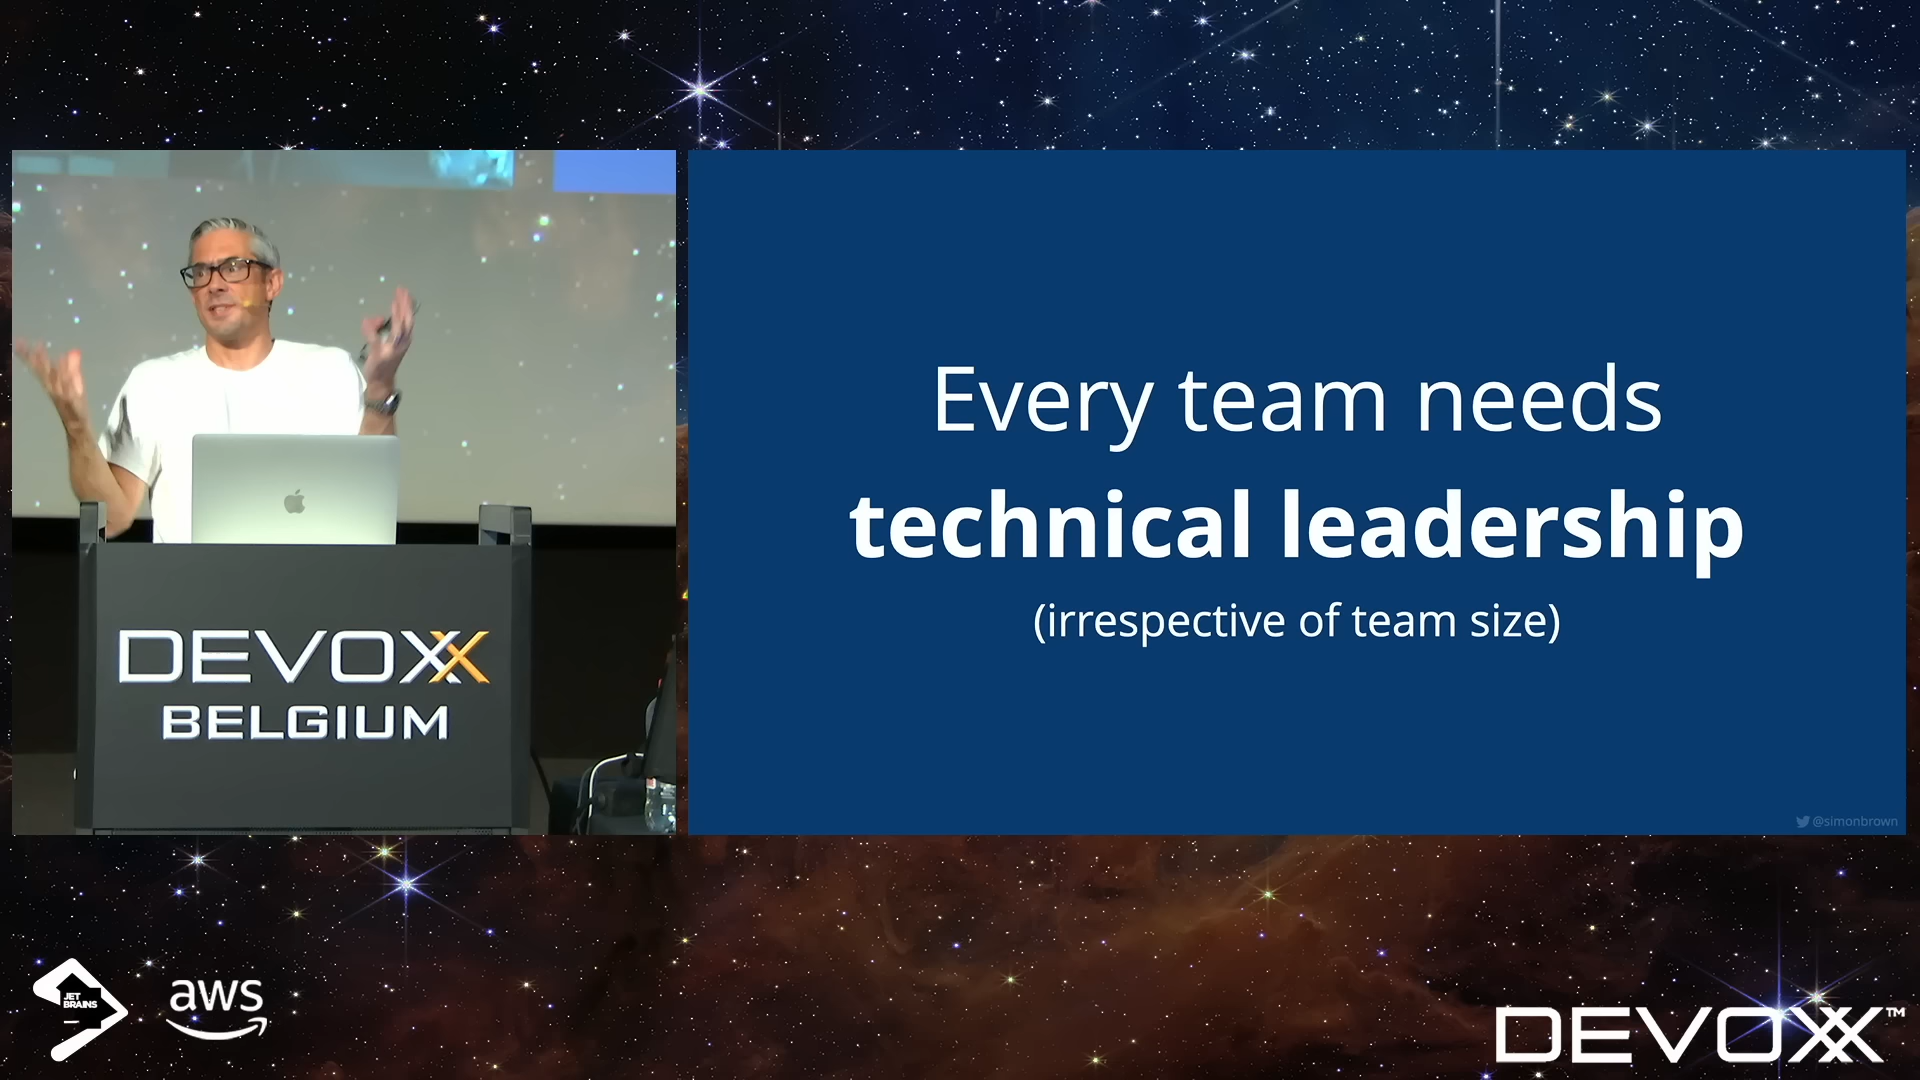 Every team needs
technical leadership
(irrespective of team size)
@simonbrown
DEVOXX
BELGIUM
JET
BRAINS
aws
DEVOXX™